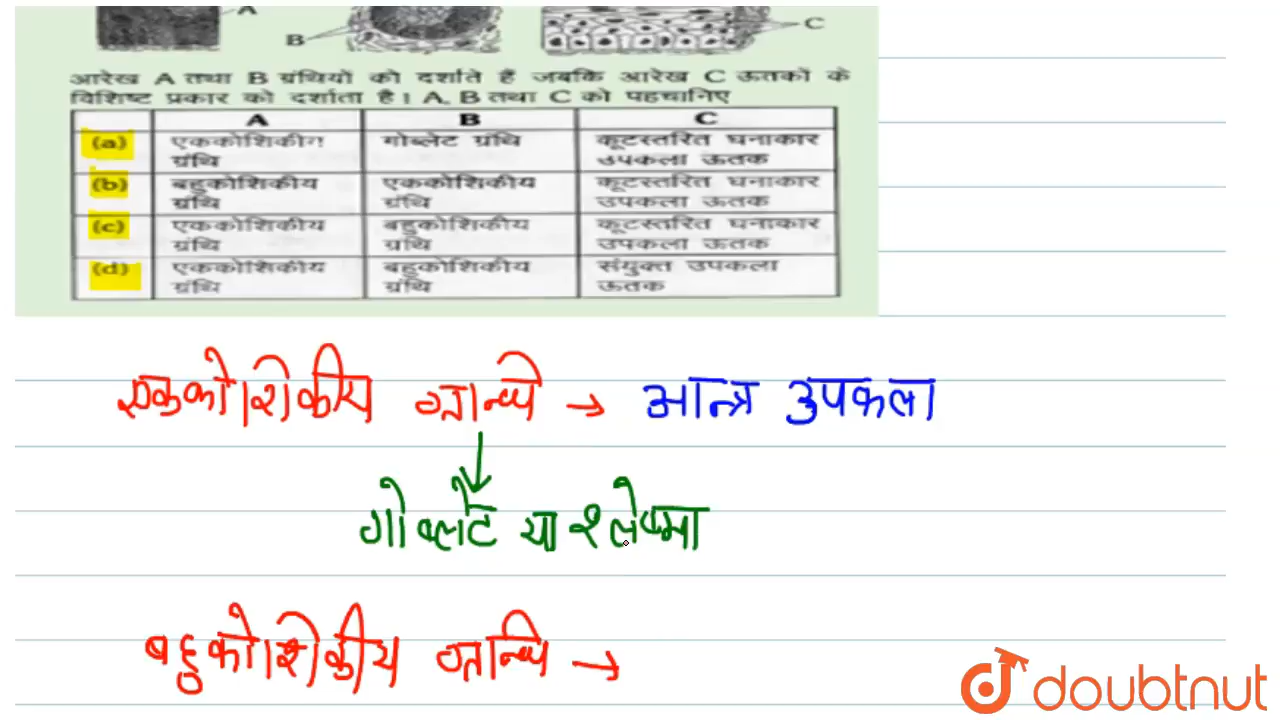 A
B
C
आरेख A तथा B ग्रंथियों को दर्शाते हैं जबकि आरेख C ऊतकों के
विशिष्ट प्रकार को दर्शाता है। A, B तथा C को पहचानिए
A B C
(a) एककोशिकीय गोब्लेट ग्रंथि कूटस्तरित घनाकार
ग्रंथि उपकला ऊतक
(b) बहुकोशिकीय एककोशिकीय कूटस्तरित घनाकार
ग्रंथि ग्रंथि उपकला ऊतक
(c) एककोशिकीय बहुकोशिकीय कूटस्तरित घनाकार
ग्रंथि ग्रंथि उपकला ऊतक
(d) एककोशिकीय बहुकोशिकीय संयुक्त उपकला
ग्रंथि ग्रंथि ऊतक
एककोशिकीय ग्रान्थि → आन्त्र उपकला
गोब्लेट या श्लेष्मा
बहुकोशिकीय ग्रान्थि →
doubtnut